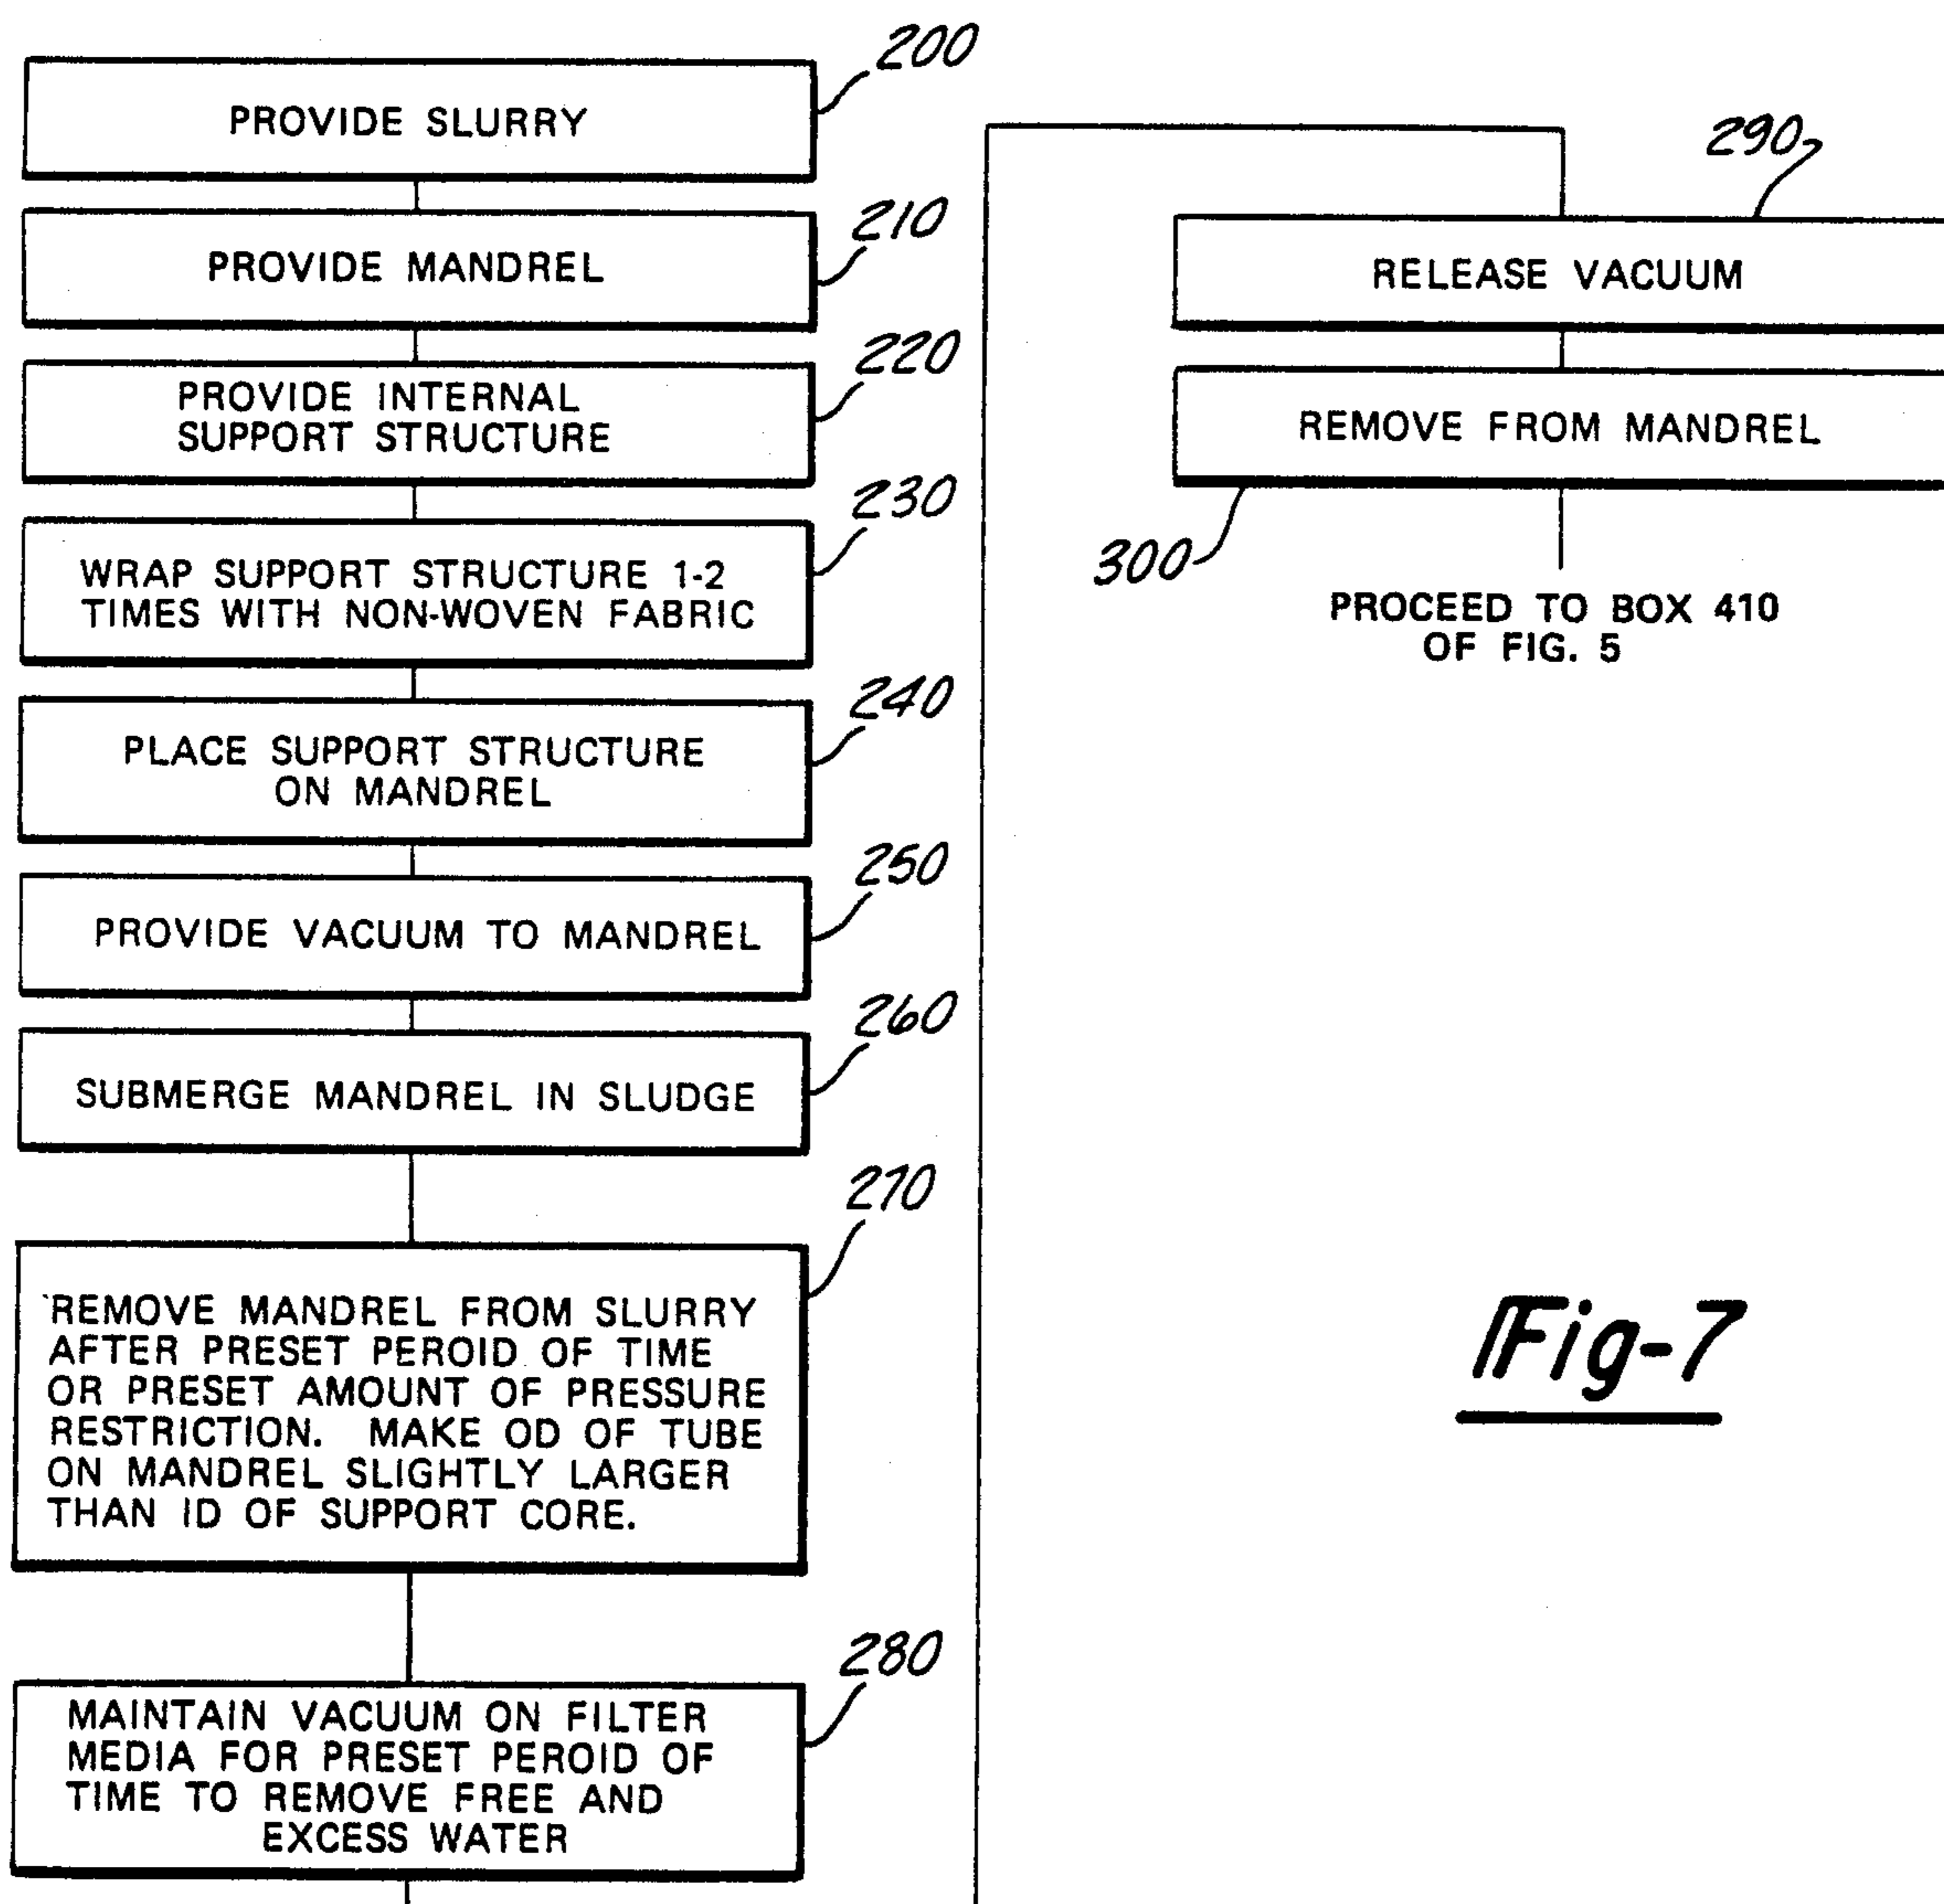 200
PROVIDE SLURRY
210
PROVIDE MANDREL
220
PROVIDE INTERNAL
SUPPORT STRUCTURE
230
WRAP SUPPORT STRUCTURE 1-2
TIMES WITH NON-WOVEN FABRIC
240
PLACE SUPPORT STRUCTURE
ON MANDREL
250
PROVIDE VACUUM TO MANDREL
260
SUBMERGE MANDREL IN SLUDGE
270
REMOVE MANDREL FROM SLURRY
AFTER PRESET PEROID OF TIME
OR PRESET AMOUNT OF PRESSURE
RESTRICTION. MAKE OD OF TUBE
ON MANDREL SLIGHTLY LARGER
THAN ID OF SUPPORT CORE.
280
MAINTAIN VACUUM ON FILTER
MEDIA FOR PRESET PEROID OF
TIME TO REMOVE FREE AND
EXCESS WATER
290
RELEASE VACUUM
REMOVE FROM MANDREL
300
PROCEED TO BOX 410
OF FIG. 5
Fig-7